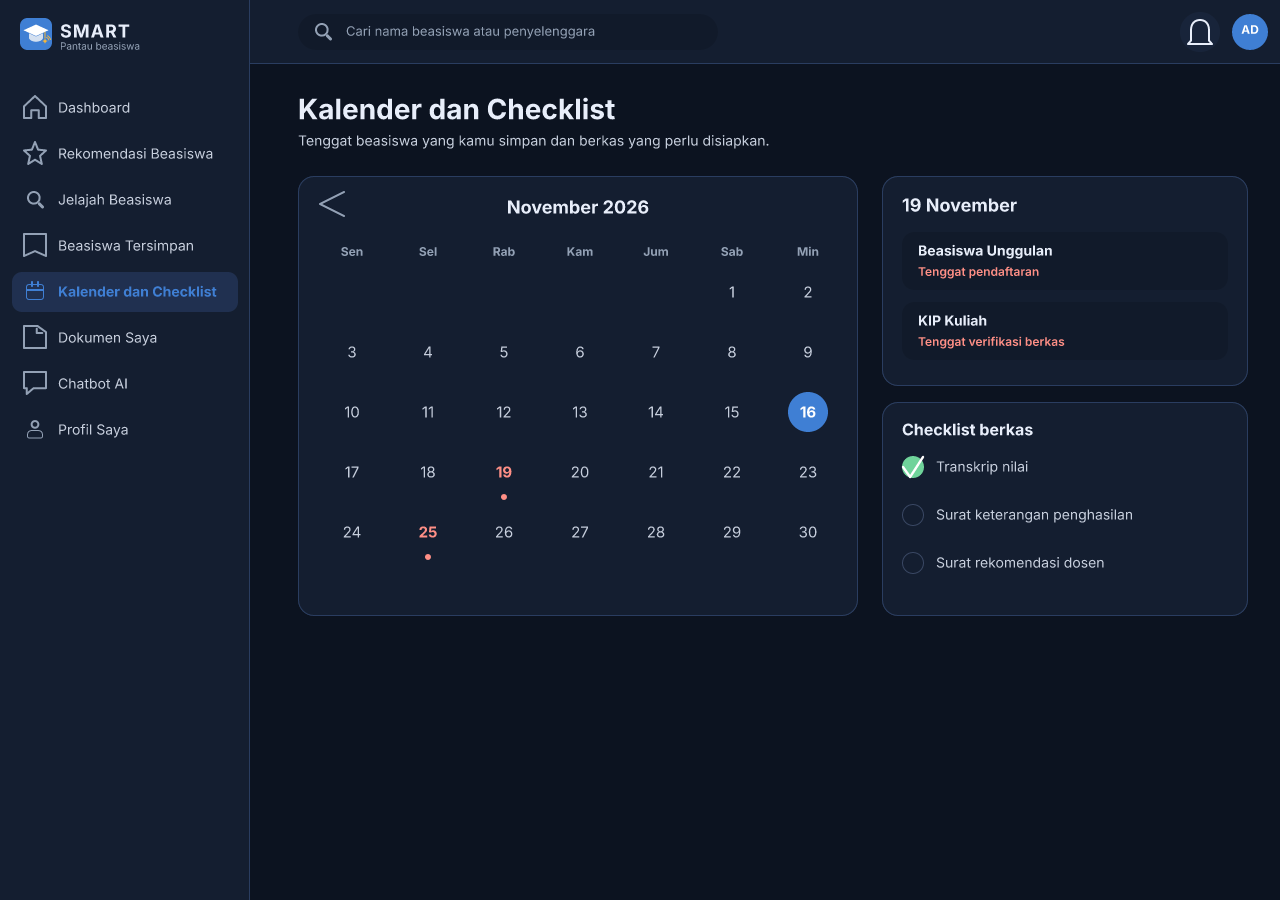 SMART
Pantau beasiswa
Dashboard
Rekomendasi Beasiswa
Jelajah Beasiswa
Beasiswa Tersimpan
Kalender dan Checklist
Dokumen Saya
Chatbot AI
Profil Saya
Cari nama beasiswa atau penyelenggara
AD
Kalender dan Checklist
Tenggat beasiswa yang kamu simpan dan berkas yang perlu disiapkan.
November 2026
Sen Sel Rab Kam Jum Sab Min
1 2
3 4 5 6 7 8 9
10 11 12 13 14 15 16
17 18 19 20 21 22 23
24 25 26 27 28 29 30
19 November
Beasiswa Unggulan
Tenggat pendaftaran
KIP Kuliah
Tenggat verifikasi berkas
Checklist berkas
Transkrip nilai
Surat keterangan penghasilan
Surat rekomendasi dosen